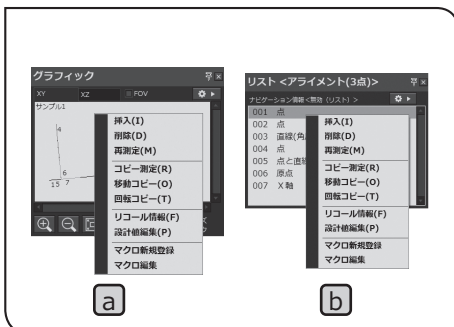 グラフィック
XY XZ FOV
サンプル1
4
6
15 7
挿入(I)
削除(D)
再測定(M)
コピー測定(R)
移動コピー(O)
回転コピー(T)
リコール情報(F)
設計値編集(P)
マクロ新規登録
マクロ編集
a
リスト <アライメント(3点)>
ナビゲーション情報<無効 (リスト) >
001 点
002 点
003 直線(角
004 点
005 点と直線
006 原点
007 X 軸
挿入(I)
削除(D)
再測定(M)
コピー測定(R)
移動コピー(O)
回転コピー(T)
リコール情報(F)
設計値編集(P)
マクロ新規登録
マクロ編集
b